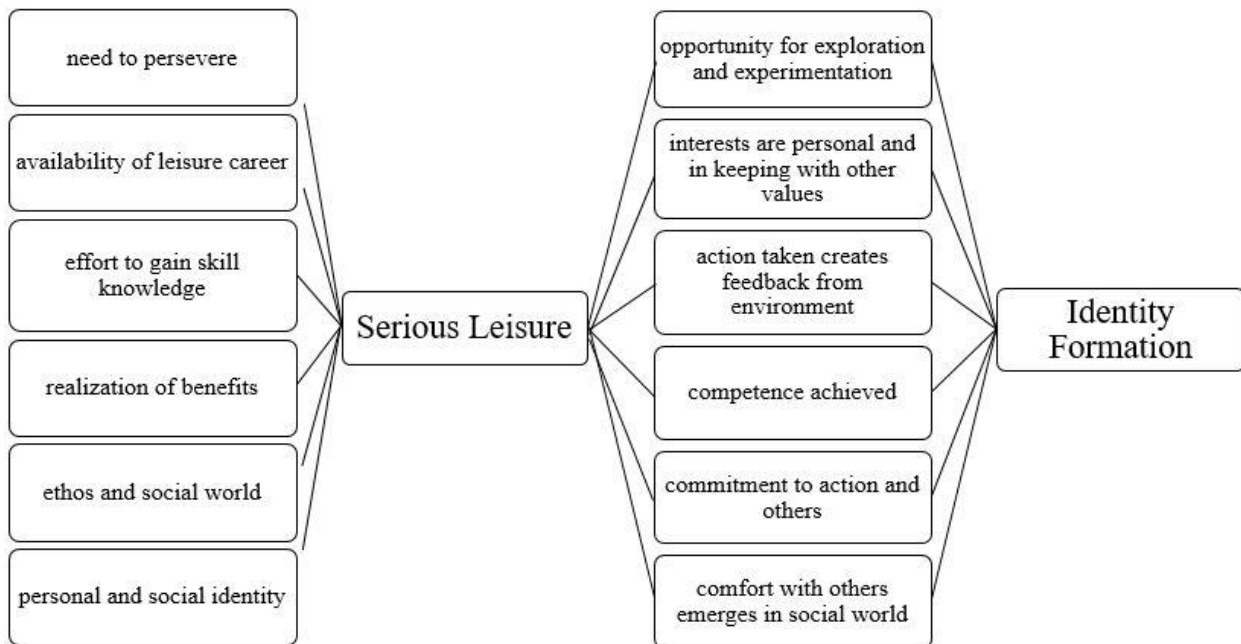 need to persevere
availability of leisure career
effort to gain skill
knowledge
realization of benefits
ethos and social world
personal and social identity
Serious Leisure
opportunity for exploration
and experimentation
interests are personal and
in keeping with other
values
action taken creates
feedback from
environment
competence achieved
commitment to action and
others
comfort with others
emerges in social world
Identity
Formation